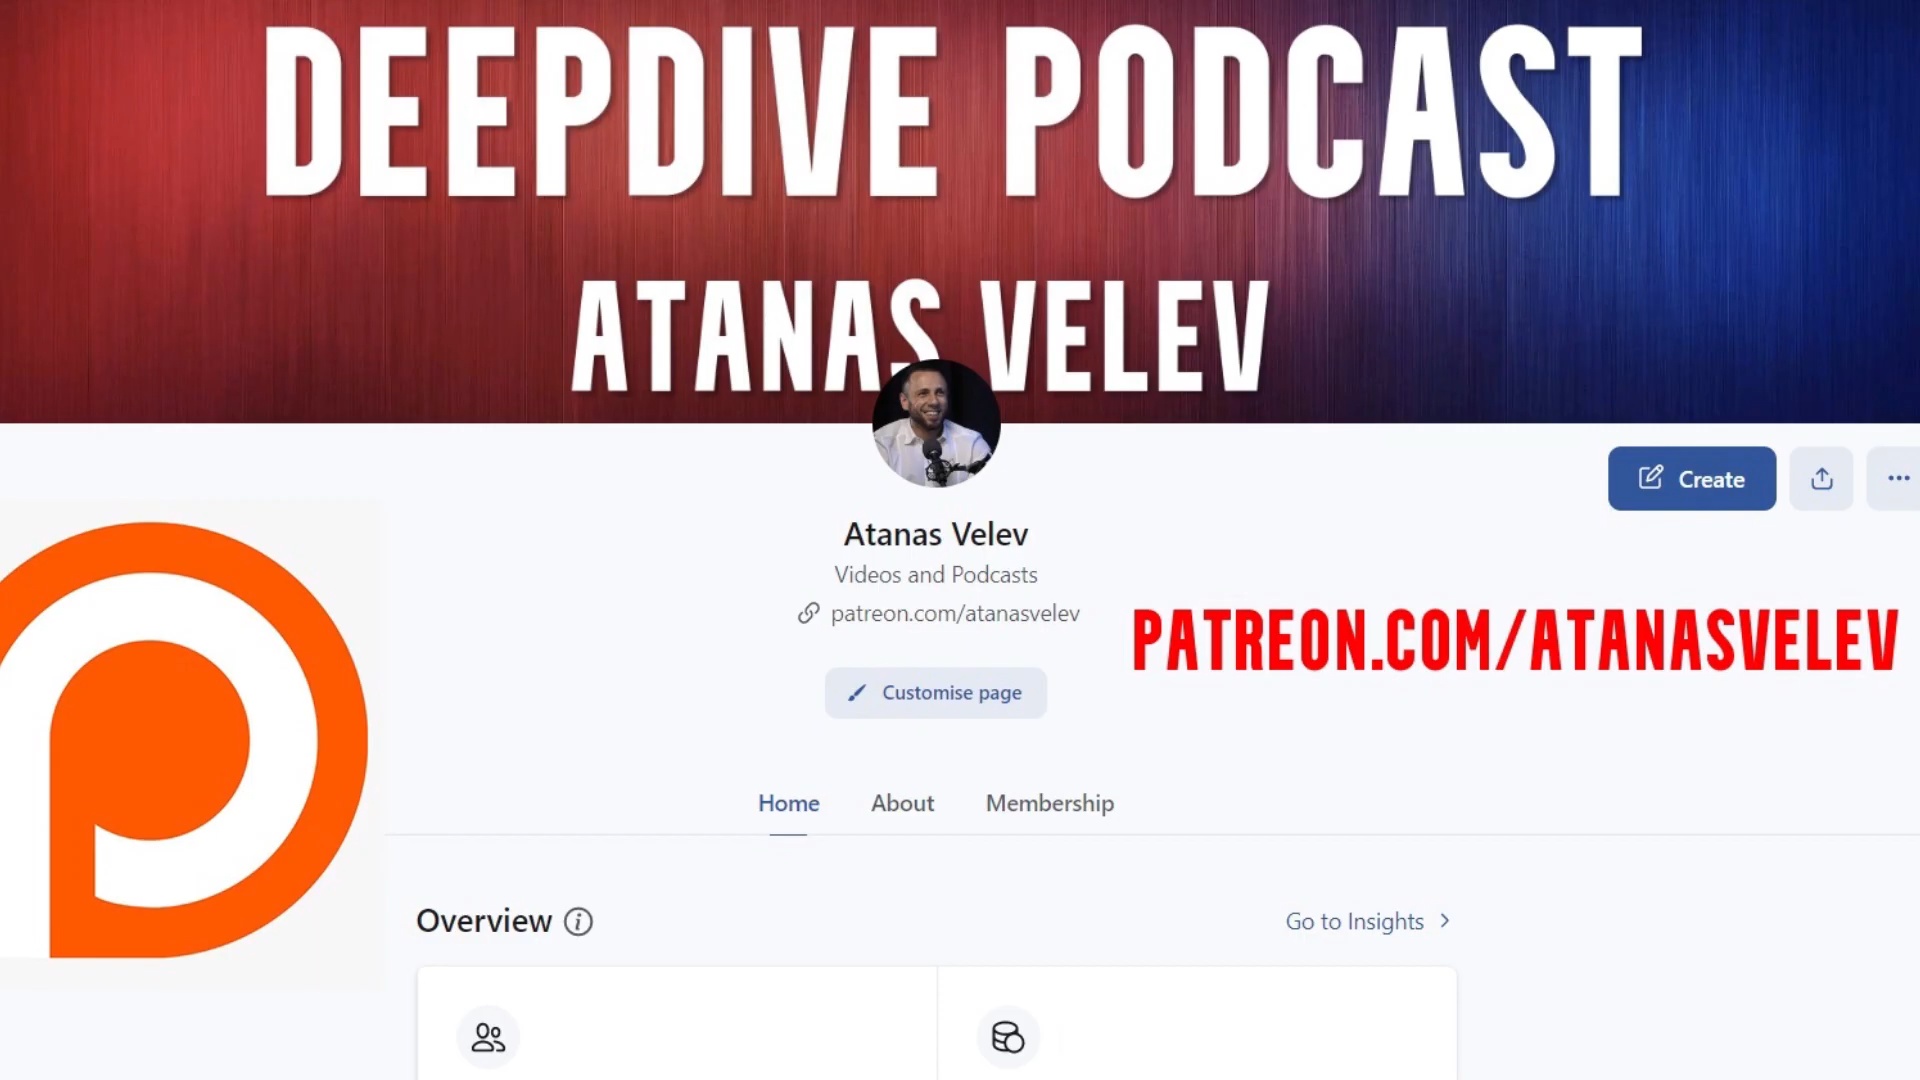 DEEPDIVE PODCAST
ATANAS VELEV
Create
Atanas Velev
Videos and Podcasts
patreon.com/atanasvelev
PATREON.COM/ATANASVELEV
Customise page
Home About Membership
Overview
Go to Insights